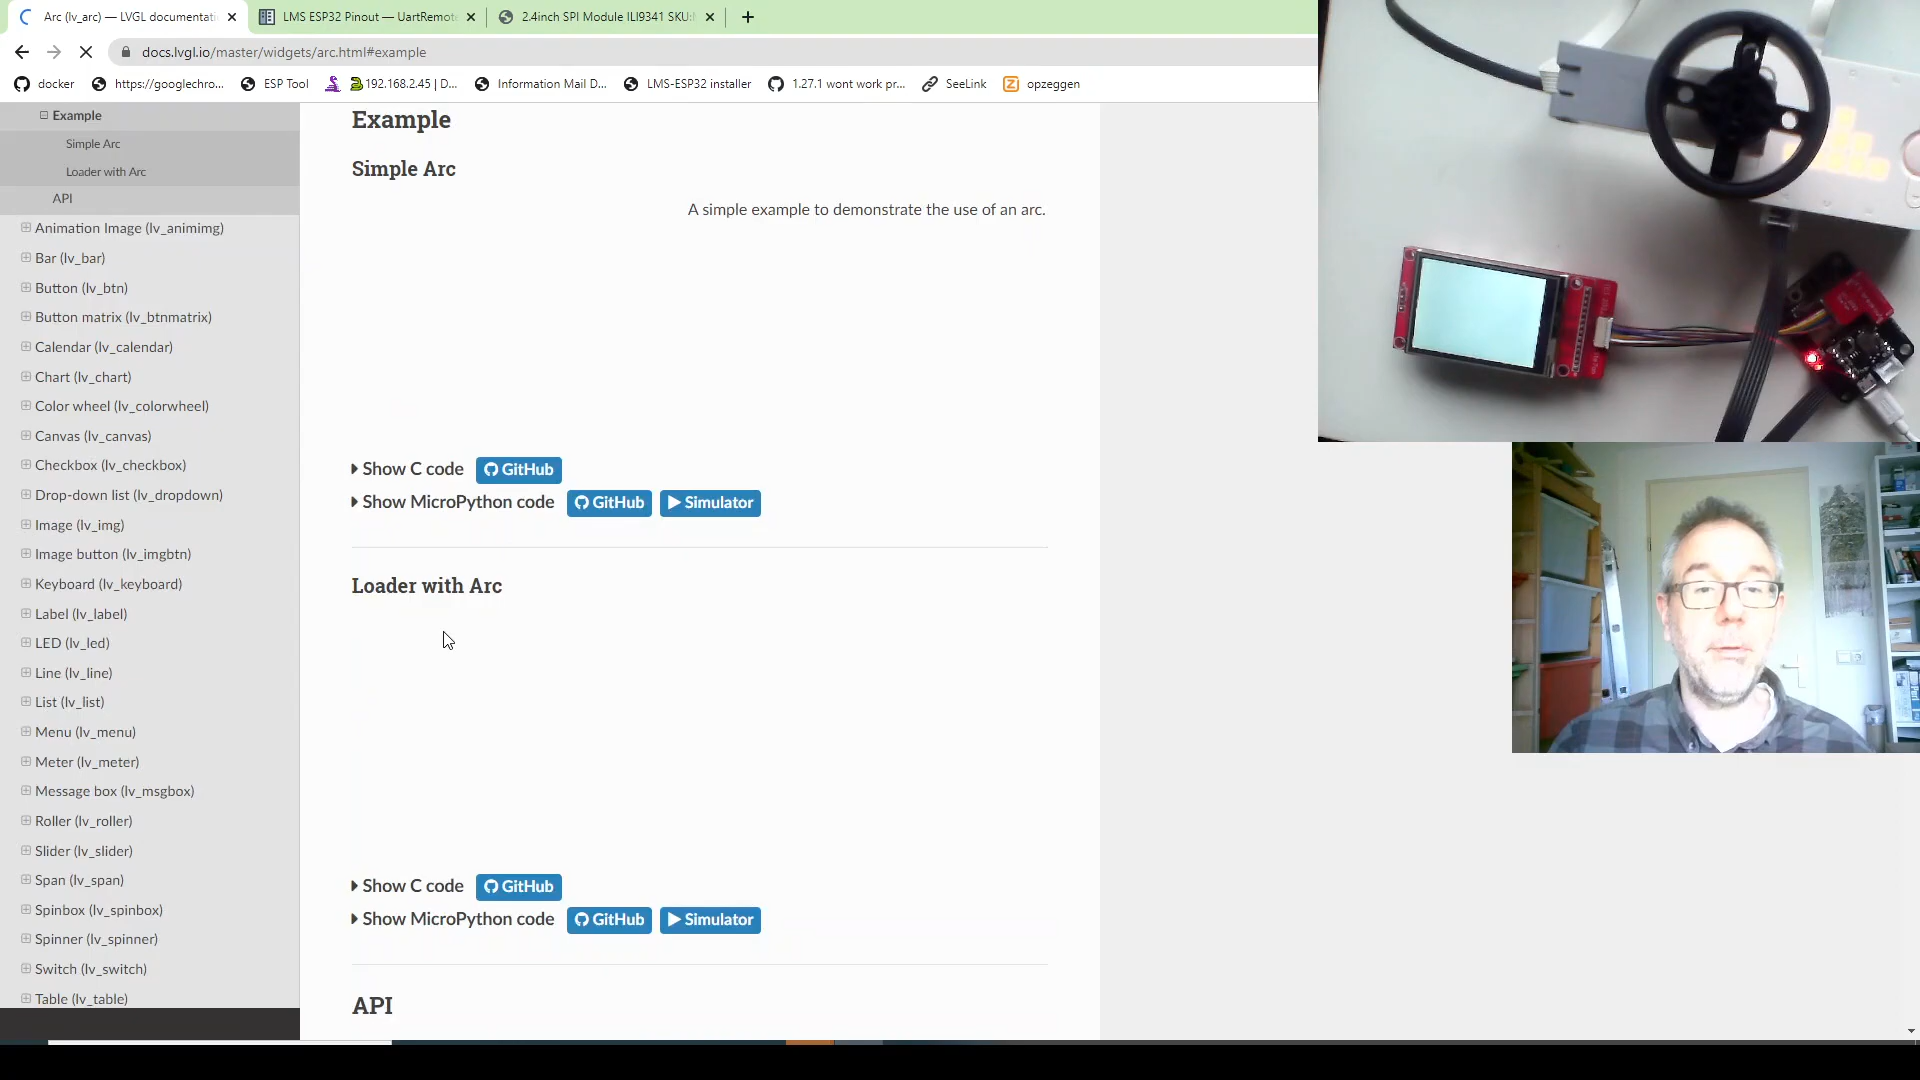 Arc (lv_arc) — LVGL documentati
LMS ESP32 Pinout — UartRemote
2.4inch SPI Module ILI9341 SKU:
docs.lvgl.io/master/widgets/arc.html#example
docker
https://googlechro...
ESP Tool
192.168.2.45 | D...
Information Mail D...
LMS-ESP32 installer
1.27.1 wont work pr...
SeeLink
opzeggen
Example
Simple Arc
Loader with Arc
API
Animation Image (lv_animimg)
Bar (lv_bar)
Button (lv_btn)
Button matrix (lv_btnmatrix)
Calendar (lv_calendar)
Chart (lv_chart)
Color wheel (lv_colorwheel)
Canvas (lv_canvas)
Checkbox (lv_checkbox)
Drop-down list (lv_dropdown)
Image (lv_img)
Image button (lv_imgbtn)
Keyboard (lv_keyboard)
Label (lv_label)
LED (lv_led)
Line (lv_line)
List (lv_list)
Menu (lv_menu)
Meter (lv_meter)
Message box (lv_msgbox)
Roller (lv_roller)
Slider (lv_slider)
Span (lv_span)
Spinbox (lv_spinbox)
Spinner (lv_spinner)
Switch (lv_switch)
Table (lv_table)
Example
Simple Arc
A simple example to demonstrate the use of an arc.
Show C code GitHub
Show MicroPython code GitHub Simulator
Loader with Arc
Show C code GitHub
Show MicroPython code GitHub Simulator
API